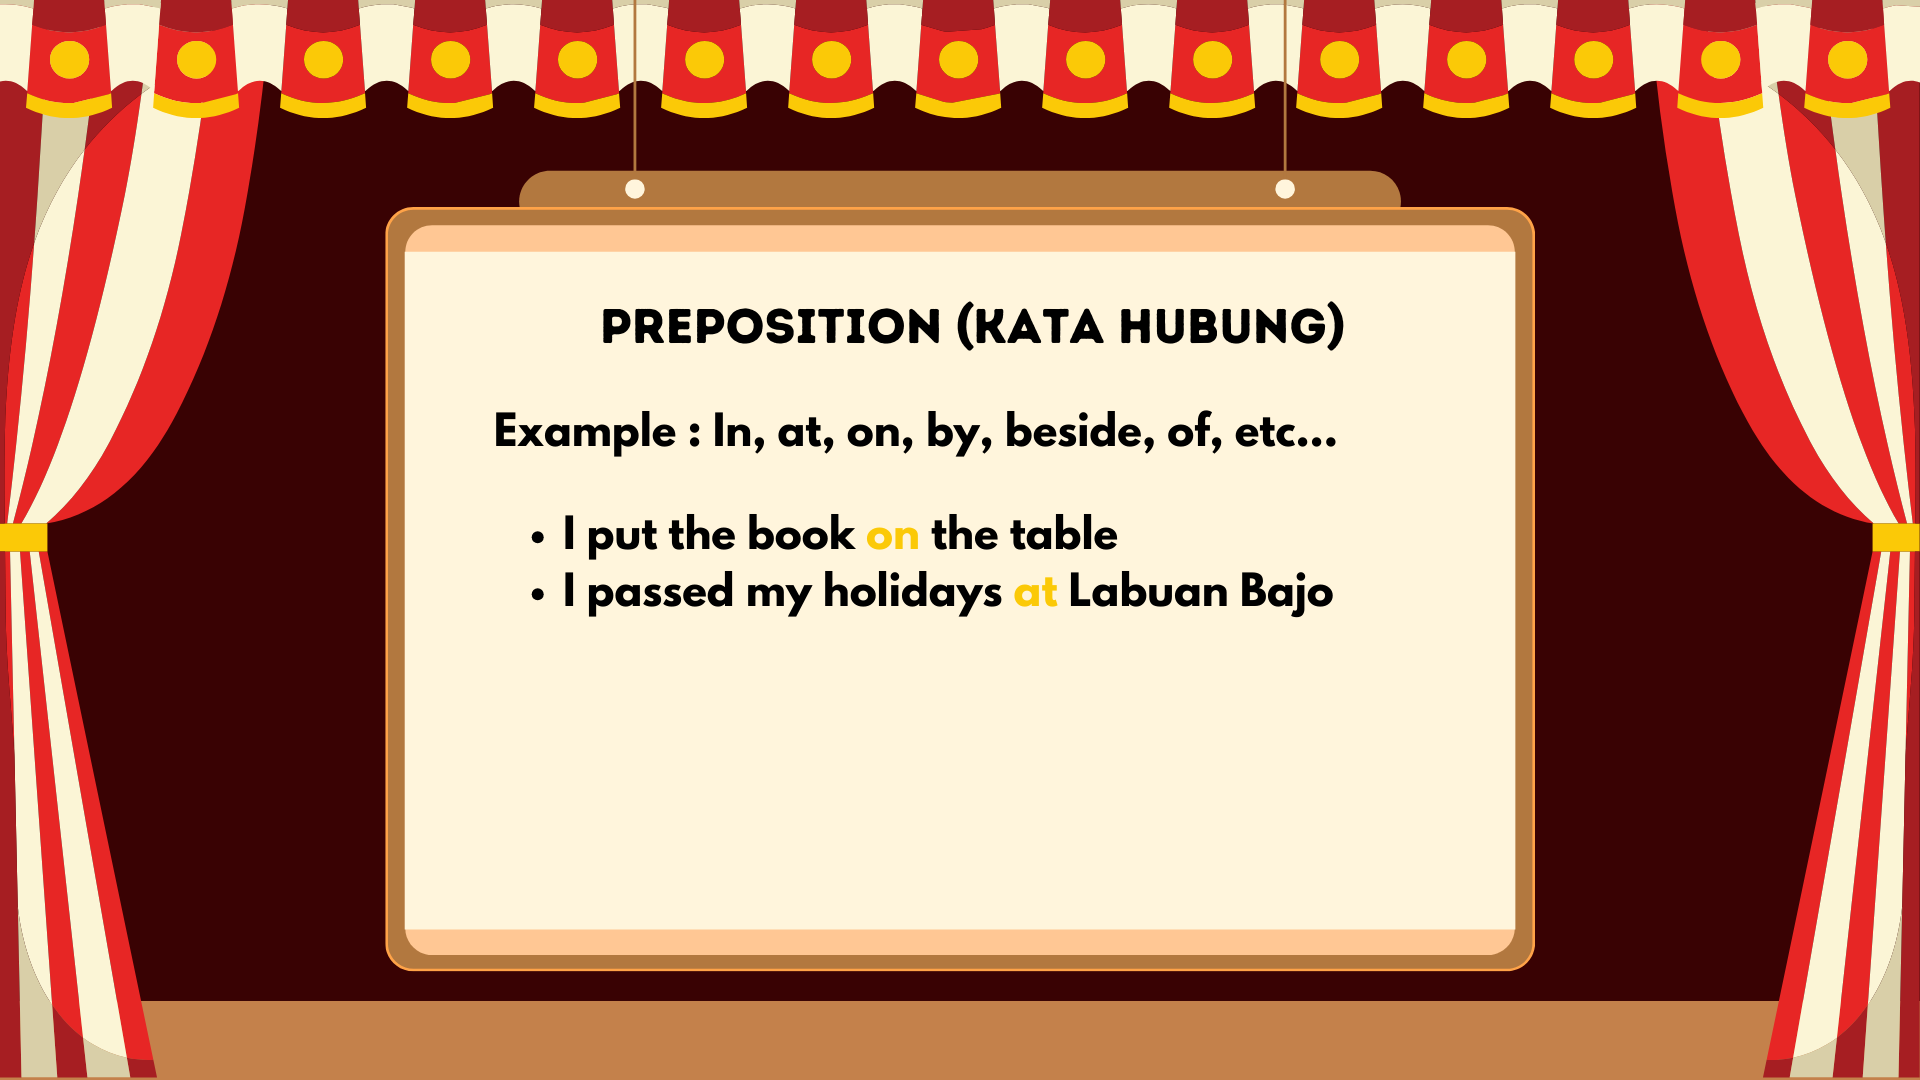 PREPOSITION (KATA HUBUNG)
Example : In, at, on, by, beside, of, etc...
• I put the book on the table
• I passed my holidays at Labuan Bajo